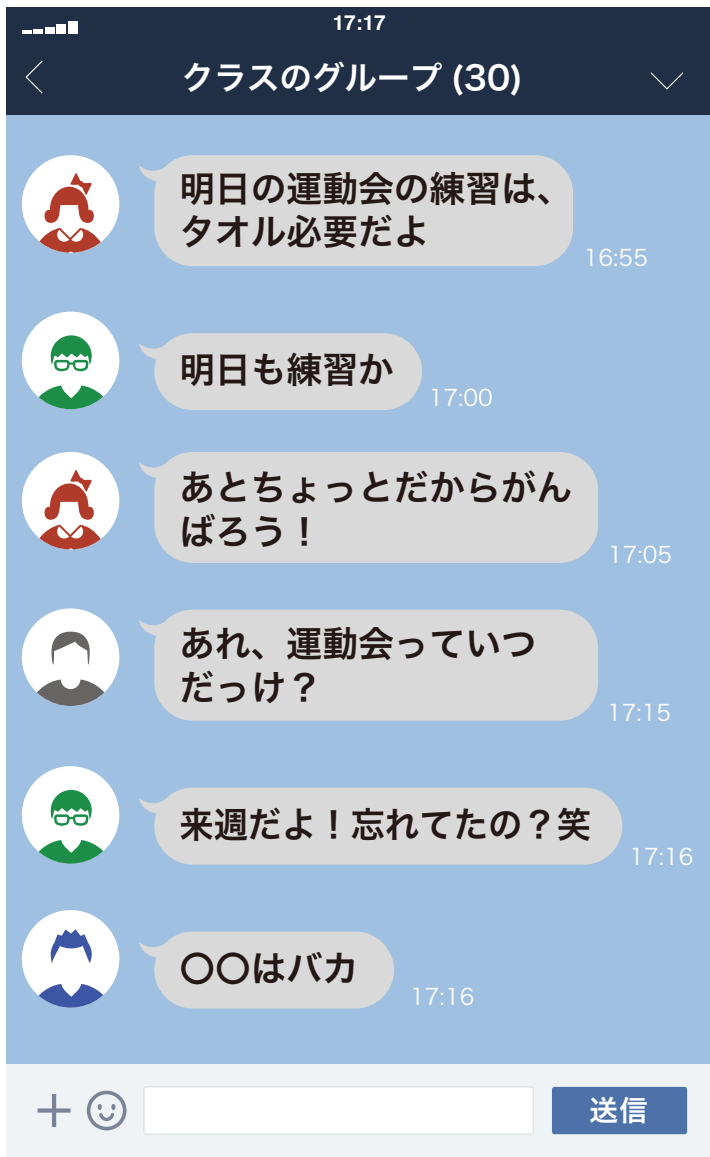 17:17
クラスのグループ (30)
明日の運動会の練習は、
タオル必要だよ
16:55
明日も練習か
17:00
あとちょっとだからがん
ばろう！
17:05
あれ、運動会っていつ
だっけ？
17:15
来週だよ！忘れてたの？笑
17:16
〇〇はバカ
17:16
送信